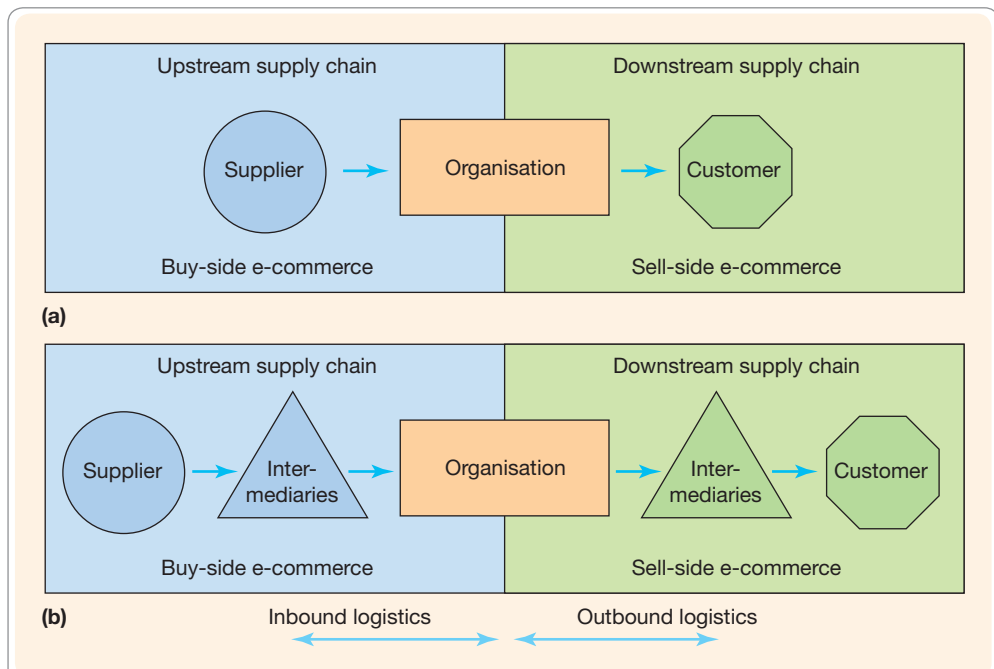 Upstream supply chain
Downstream supply chain
Supplier
Organisation
Customer
Buy-side e-commerce
Sell-side e-commerce
(a)
Upstream supply chain
Downstream supply chain
Supplier
Inter-
mediaries
Organisation
Inter-
mediaries
Customer
Buy-side e-commerce
Sell-side e-commerce
(b)
Inbound logistics
Outbound logistics